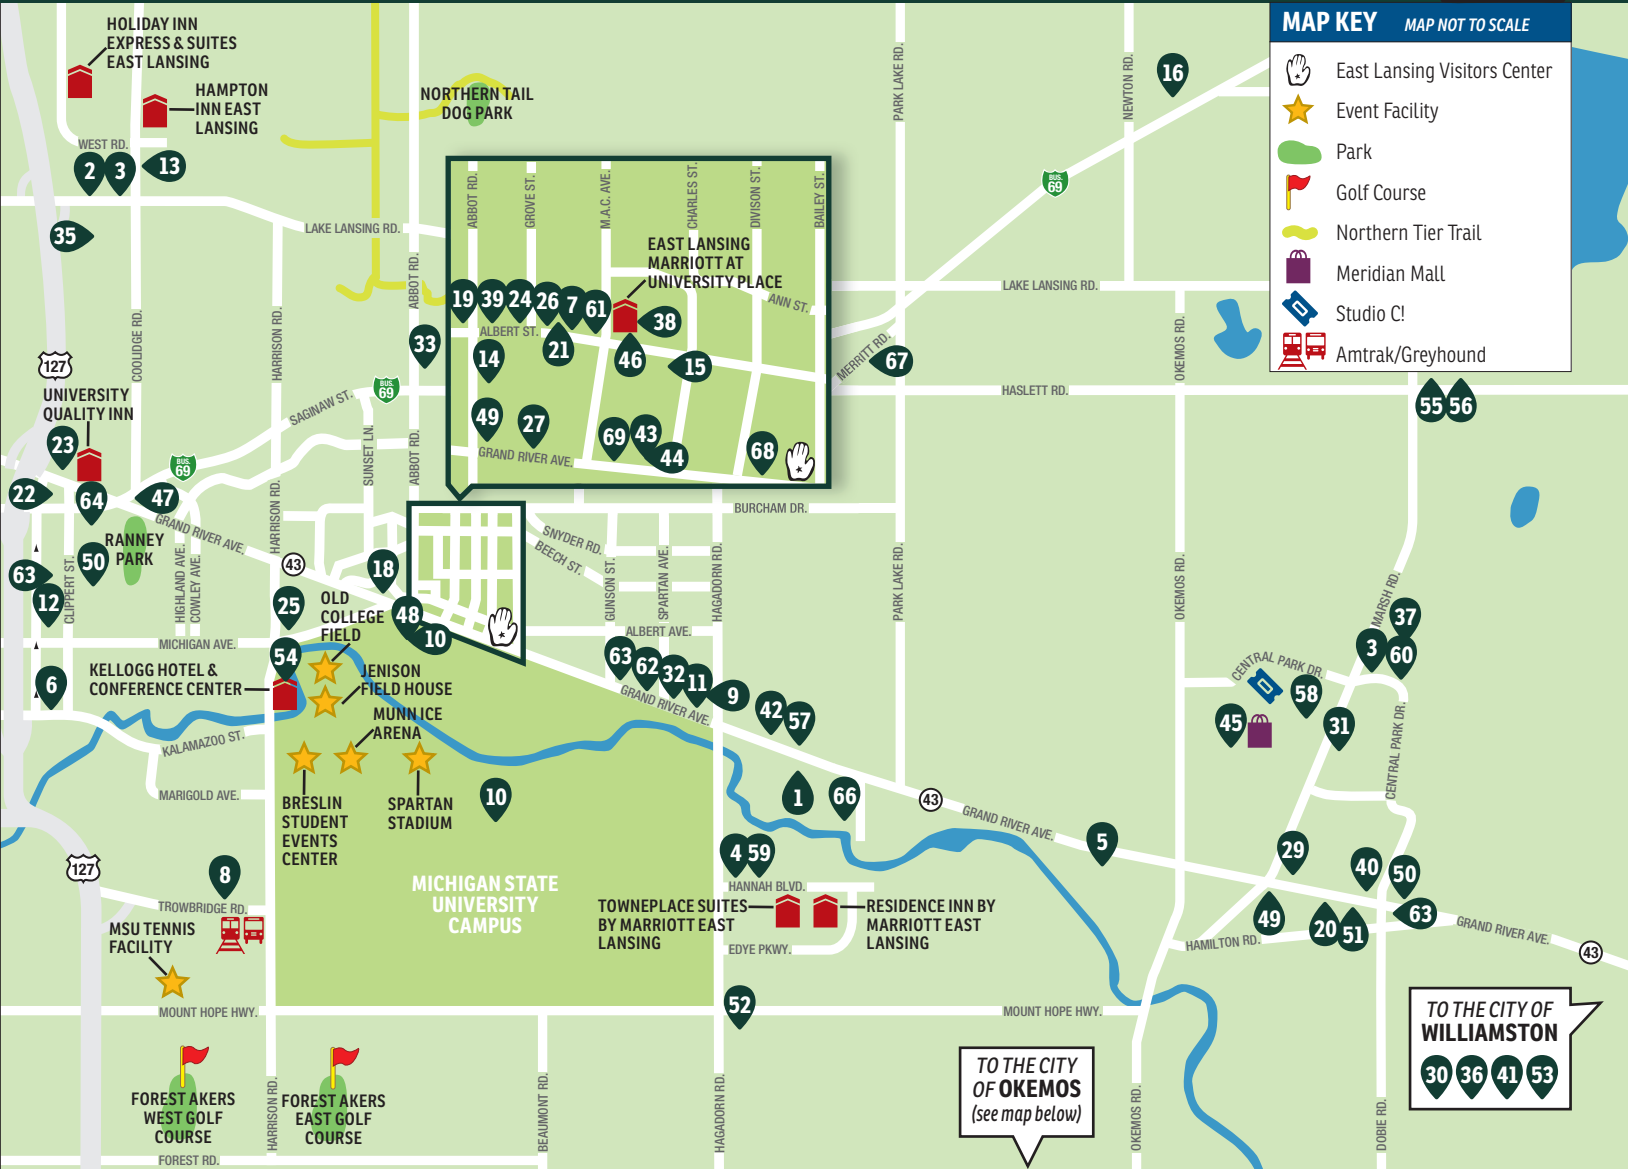 MAP KEY MAP NOT TO SCALE
East Lansing Visitors Center
Event Facility
Park
Golf Course
Northern Tier Trail
Meridian Mall
Studio C!
Amtrak/Greyhound
HOLIDAY INN
EXPRESS & SUITES
EAST LANSING
HAMPTON
INN EAST
LANSING
WEST RD.
2
3
13
35
NORTHERN TAIL
DOG PARK
PARK LAKE RD.
NEWTON RD.
16
BUS.
69
LAKE LANSING RD.
LAKE LANSING RD.
ABBOT RD.
HARRISON RD.
COOLIDGE RD.
127
33
ABBOT RD.
GROVE ST.
M.A.C. AVE.
CHARLES ST.
DIVISON ST.
BAILEY ST.
EAST LANSING
MARRIOTT AT
UNIVERSITY PLACE
ANN ST.
19
39
24
26
7
61
38
ALBERT ST.
14
21
46
15
49
27
69
43
44
68
GRAND RIVER AVE.
MERRITT RD.
67
OKEMOS RD.
HASLETT RD.
55
56
UNIVERSITY
QUALITY INN
23
22
64
47
SAGINAW ST.
BUS.
69
BUS.
69
SUNSET LN.
ABBOT RD.
HARRISON RD.
GRAND RIVER AVE.
RANNEY
PARK
50
63
12
CLIPPERT ST.
HIGHLAND AVE.
COWLEY AVE.
43
18
25
48
10
BURCHAM DR.
SNYDER RD.
BEECH ST.
GUNSON ST.
SPARTAN AVE.
HAGADORN RD.
PARK LAKE RD.
OKEMOS RD.
ALBERT AVE.
MICHIGAN AVE.
6
54
KELLOGG HOTEL &
CONFERENCE CENTER
OLD
COLLEGE
FIELD
JENISON
FIELD HOUSE
MUNN ICE
ARENA
BRESLIN
STUDENT
EVENTS
CENTER
SPARTAN
STADIUM
10
KALAMAZOO ST.
MARIGOLD AVE.
63
62
32
11
9
42
57
GRAND RIVER AVE.
1
66
43
GRAND RIVER AVE.
5
MARSH RD.
37
3
60
CENTRAL PARK DR.
58
45
31
CENTRAL PARK DR.
29
40
50
49
20
51
63
HAMILTON RD.
GRAND RIVER AVE.
43
127
8
TROWBRIDGE RD.
MSU TENNIS
FACILITY
MICHIGAN STATE
UNIVERSITY
CAMPUS
4
59
HANNAH BLVD.
TOWNEPLACE SUITES
BY MARRIOTT EAST
LANSING
RESIDENCE INN BY
MARRIOTT EAST
LANSING
EDYE PKWY.
52
MOUNT HOPE HWY.
MOUNT HOPE HWY.
FOREST AKERS
WEST GOLF
COURSE
FOREST AKERS
EAST GOLF
COURSE
HARRISON RD.
FOREST RD.
BEAUMONT RD.
HAGADORN RD.
OKEMOS RD.
DOBIE RD.
TO THE CITY
OF OKEMOS
(see map below)
TO THE CITY OF
WILLIAMSTON
30
36
41
53